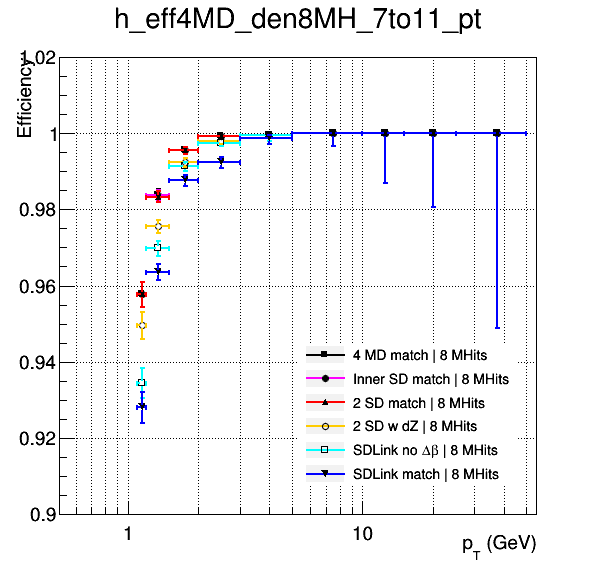 h_eff4MD_den8MH_7to11_pt
Efficiency
1.02
1
0.98
0.96
0.94
0.92
0.9
4 MD match | 8 MHits
Inner SD match | 8 MHits
2 SD match | 8 MHits
2 SD w dZ | 8 MHits
SDLink no Δβ | 8 MHits
SDLink match | 8 MHits
1
10
p_T (GeV)